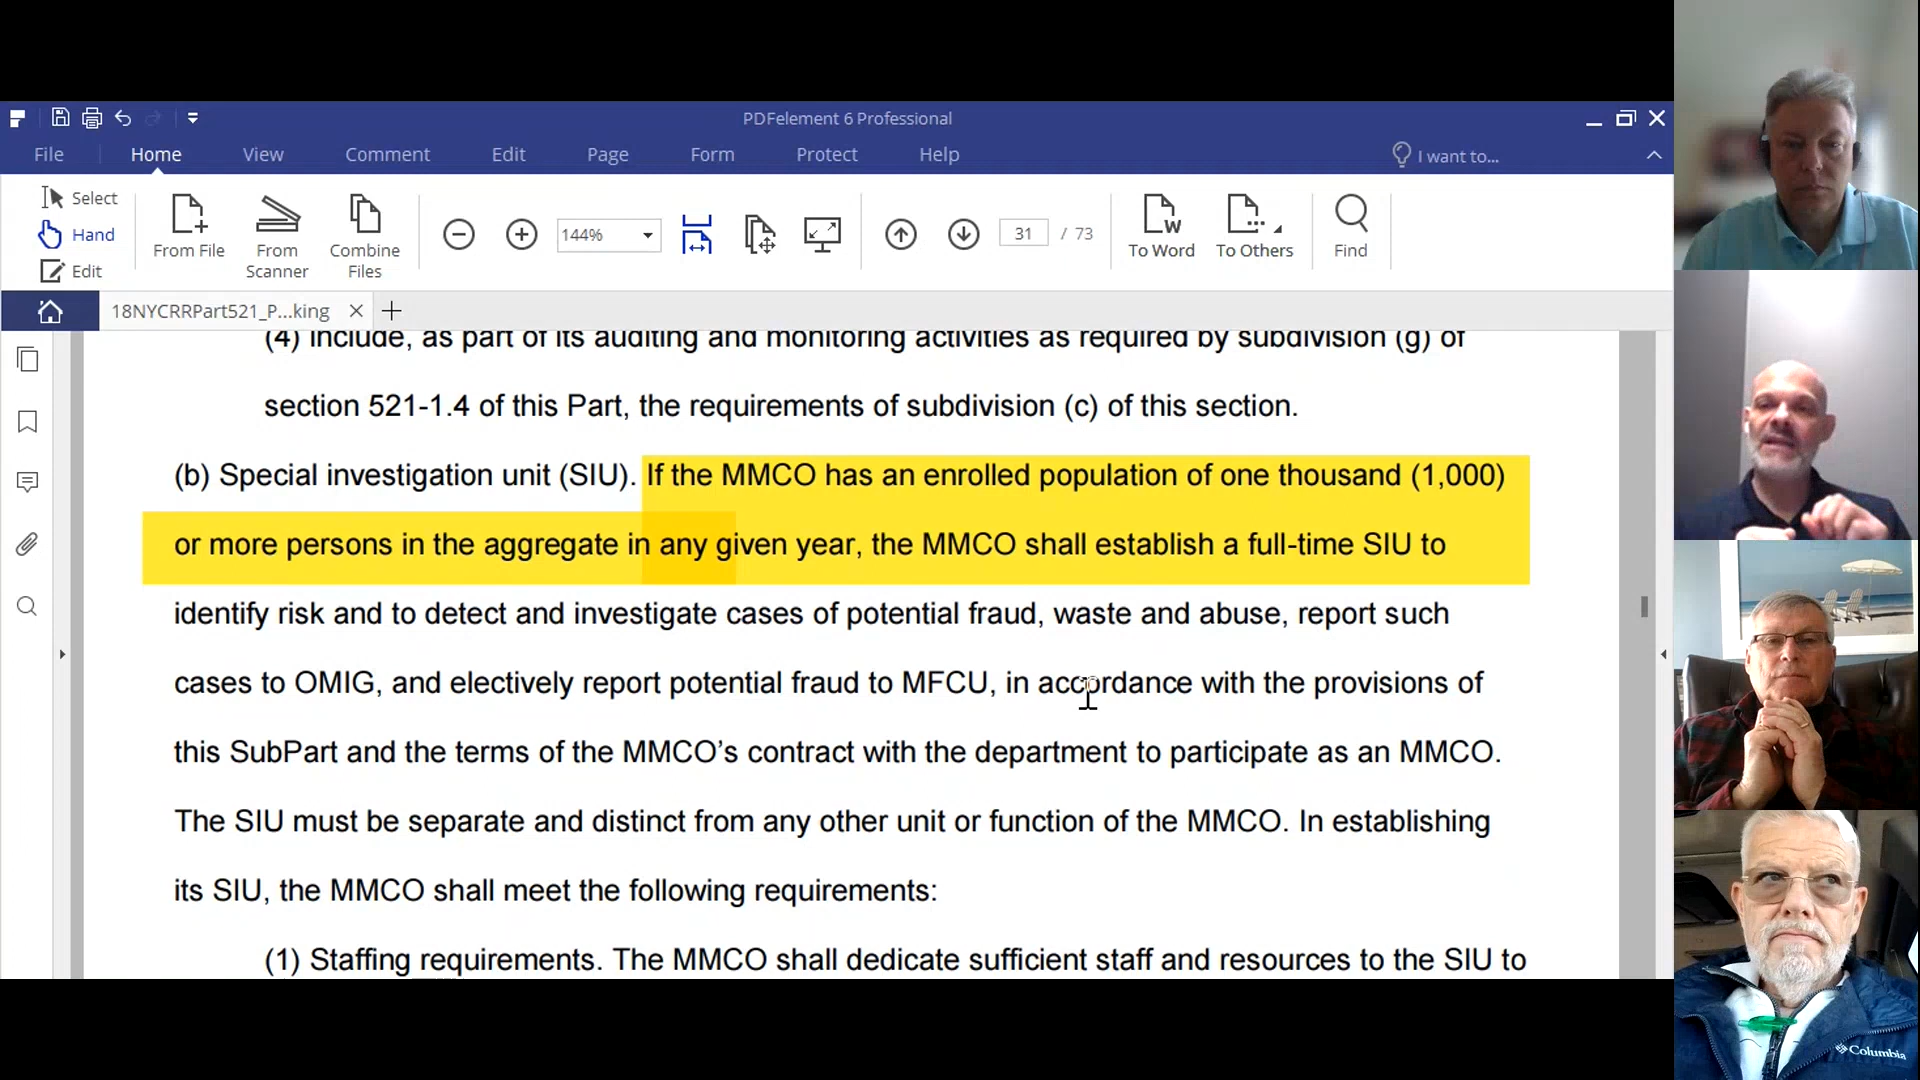 PDFelement 6 Professional
File Home View Comment Edit Page Form Protect Help I want to...
Select
Hand
Edit
From File
From Scanner
Combine Files
144%
31 / 73
To Word
To Others
Find
18NYCRRPart521_P...king
(4) Include, as part of its auditing and monitoring activities as required by subdivision (g) of
section 521-1.4 of this Part, the requirements of subdivision (c) of this section.
(b) Special investigation unit (SIU). If the MMCO has an enrolled population of one thousand (1,000)
or more persons in the aggregate in any given year, the MMCO shall establish a full-time SIU to
identify risk and to detect and investigate cases of potential fraud, waste and abuse, report such
cases to OMIG, and electively report potential fraud to MFCU, in accordance with the provisions of
this SubPart and the terms of the MMCO’s contract with the department to participate as an MMCO.
The SIU must be separate and distinct from any other unit or function of the MMCO. In establishing
its SIU, the MMCO shall meet the following requirements:
(1) Staffing requirements. The MMCO shall dedicate sufficient staff and resources to the SIU to
Columbia